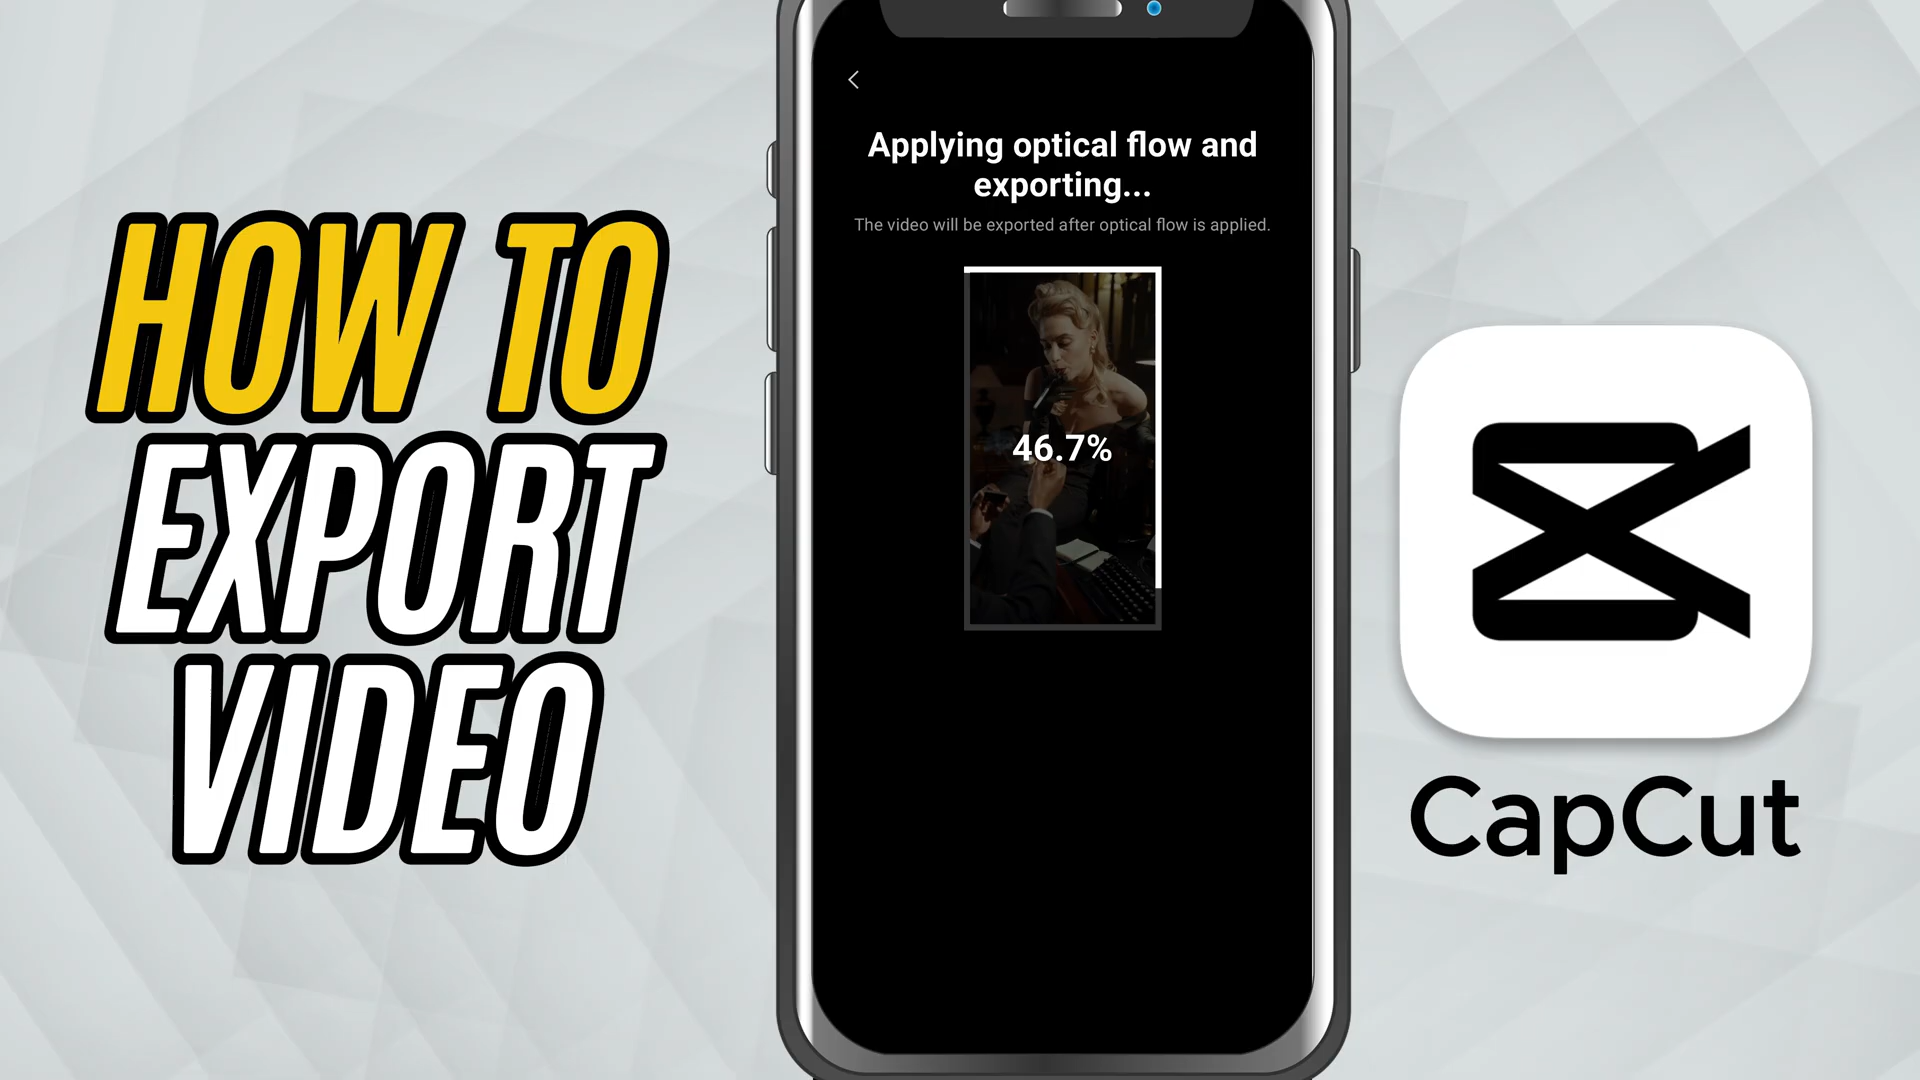 HOW TO
EXPORT
VIDEO
Applying optical flow and
exporting...
The video will be exported after optical flow is applied.
46.7%
CapCut